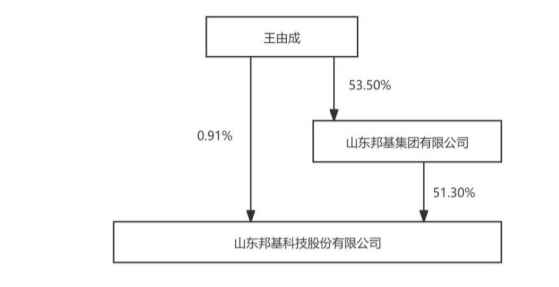 王由成
53.50%
0.91%
山东邦基集团有限公司
51.30%
山东邦基科技股份有限公司